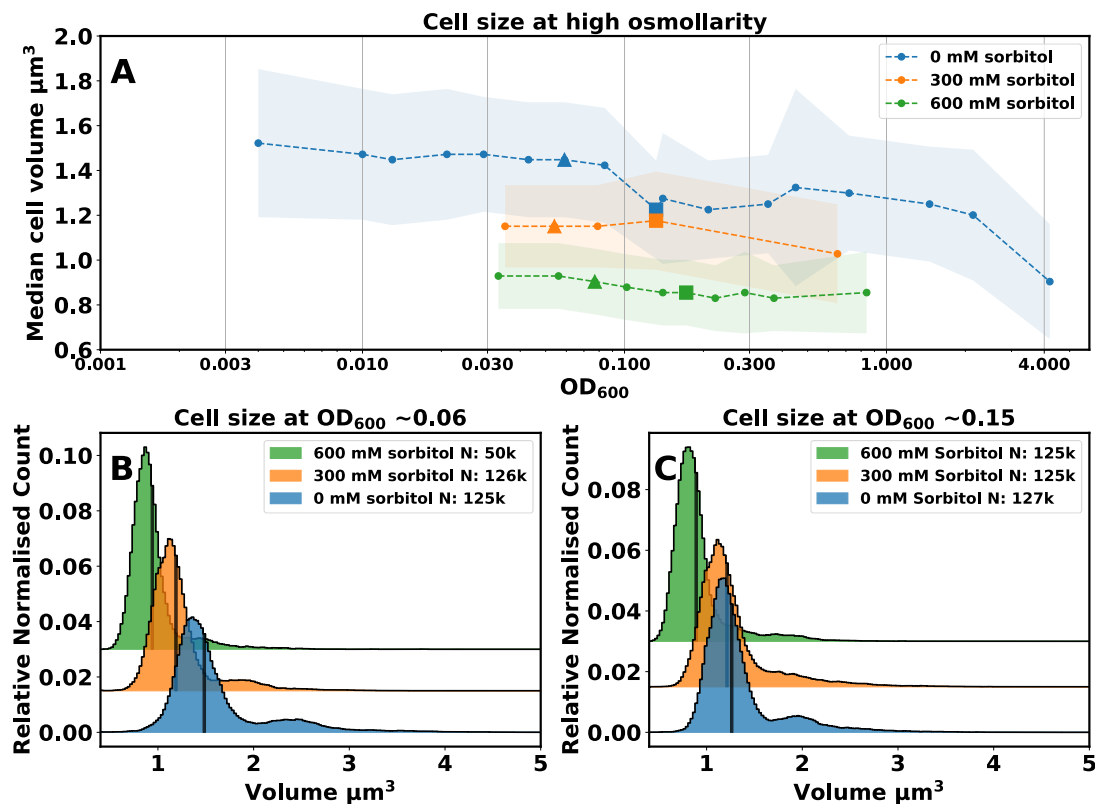 Cell size at high osmollarity
A
Median cell volume μm³
2.0
1.8
1.6
1.4
1.2
1.0
0.8
0.6
0 mM sorbitol
300 mM sorbitol
600 mM sorbitol
0.001
0.003
0.010
0.030
0.100
0.300
1.000
4.000
OD₆₀₀
Cell size at OD₆₀₀ ~0.06
B
Relative Normalised Count
0.10
0.08
0.06
0.04
0.02
0.00
600 mM sorbitol N: 50k
300 mM sorbitol N: 126k
0 mM sorbitol N: 125k
1
2
3
4
5
Volume μm³
Cell size at OD₆₀₀ ~0.15
C
Relative Normalised Count
0.08
0.06
0.04
0.02
0.00
600 mM Sorbitol N: 125k
300 mM Sorbitol N: 125k
0 mM Sorbitol N: 127k
1
2
3
4
5
Volume μm³